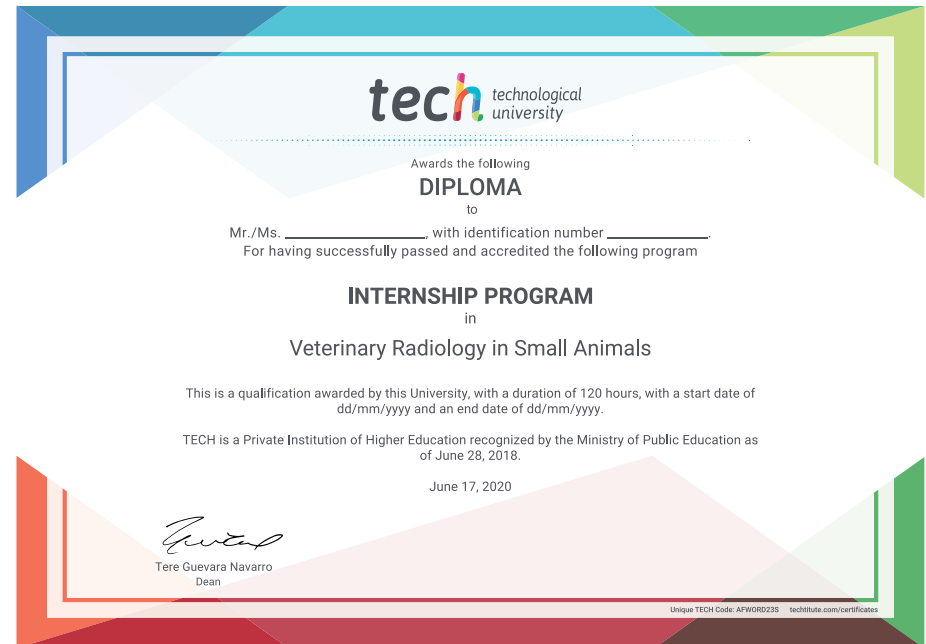 tech technological
university
Awards the following
DIPLOMA
to
Mr./Ms. ____________________, with identification number ______________.
For having successfully passed and accredited the following program
INTERNSHIP PROGRAM
in
Veterinary Radiology in Small Animals
This is a qualification awarded by this University, with a duration of 120 hours, with a start date of
dd/mm/yyyy and an end date of dd/mm/yyyy.
TECH is a Private Institution of Higher Education recognized by the Ministry of Public Education as
of June 28, 2018.
June 17, 2020
Tere Guevara Navarro
Dean
Unique TECH Code: AFWORD23S techtitute.com/certificates